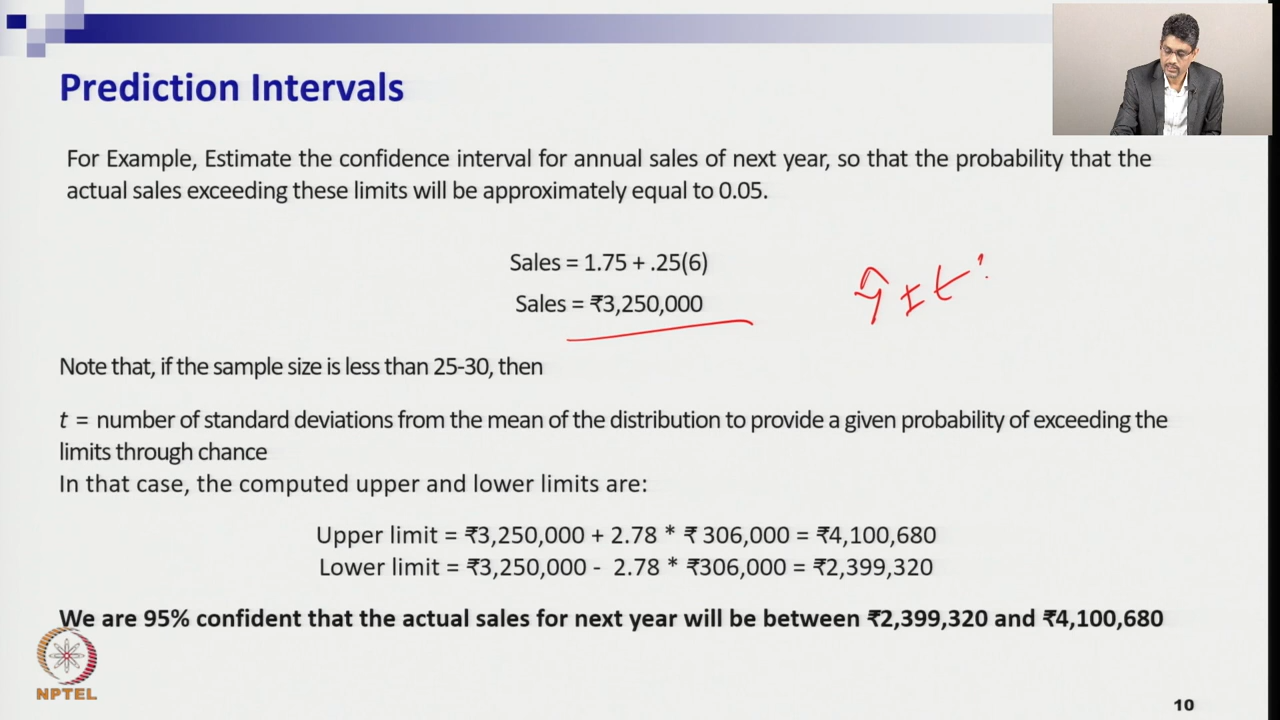 Prediction Intervals
For Example, Estimate the confidence interval for annual sales of next year, so that the probability that the
actual sales exceeding these limits will be approximately equal to 0.05.
Sales = 1.75 + .25(6)
Sales = ₹3,250,000
ŷ ± t
Note that, if the sample size is less than 25-30, then
t = number of standard deviations from the mean of the distribution to provide a given probability of exceeding the
limits through chance
In that case, the computed upper and lower limits are:
Upper limit = ₹3,250,000 + 2.78 * ₹ 306,000 = ₹4,100,680
Lower limit = ₹3,250,000 - 2.78 * ₹306,000 = ₹2,399,320
We are 95% confident that the actual sales for next year will be between ₹2,399,320 and ₹4,100,680
NPTEL
10